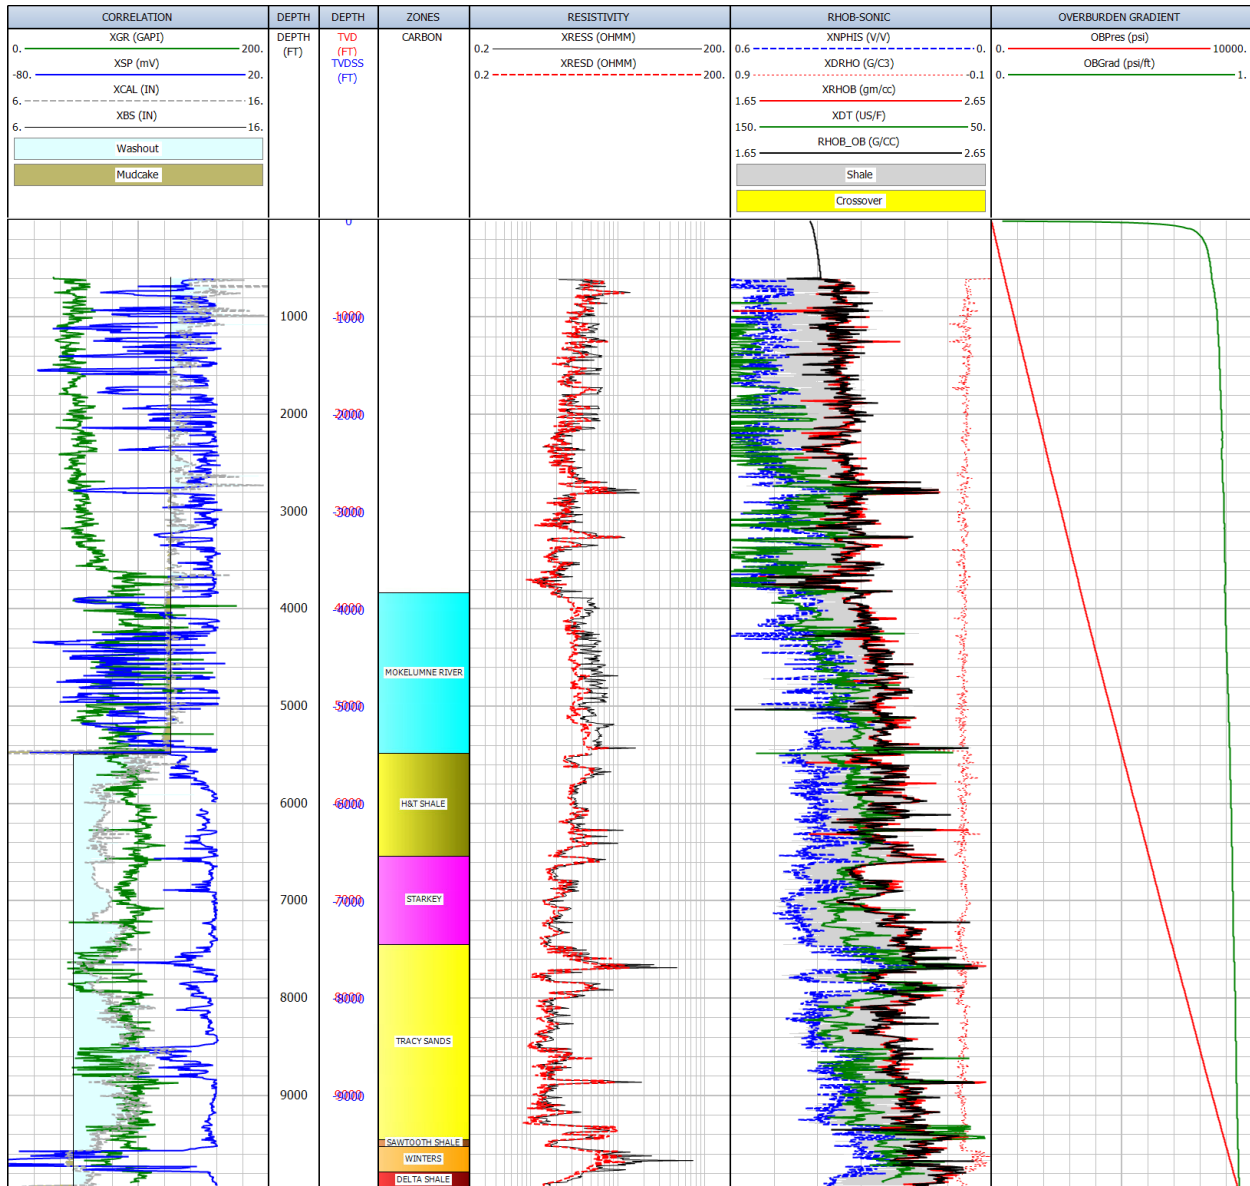 CORRELATION DEPTH DEPTH ZONES RESISTIVITY RHOB-SONIC OVERBURDEN GRADIENT
XGR (GAPI)
0. 200.
XSP (mV)
-80. 20.
XCAL (IN)
6. 16.
XBS (IN)
6. 16.
Washout
Mudcake
DEPTH
(FT)
TVD
(FT)
TVDSS
(FT)
CARBON
XRESS (OHMM)
0.2 200.
XRESD (OHMM)
0.2 200.
XNPHIS (V/V)
0.6 0.
XDRHO (G/C3)
0.9 -0.1
XRHOB (gm/cc)
1.65 2.65
XDT (US/F)
150. 50.
RHOB_OB (G/CC)
1.65 2.65
Shale
Crossover
OBPres (psi)
0. 10000.
OBGrad (psi/ft)
0. 1.
0
1000 -1000
2000 -2000
3000 -3000
4000 -4000
MOKELUMNE RIVER
5000 -5000
6000 -6000 H&T SHALE
7000 -7000 STARKEY
8000 -8000
TRACY SANDS
9000 -9000
SAWTOOTH SHALE
WINTERS
DELTA SHALE